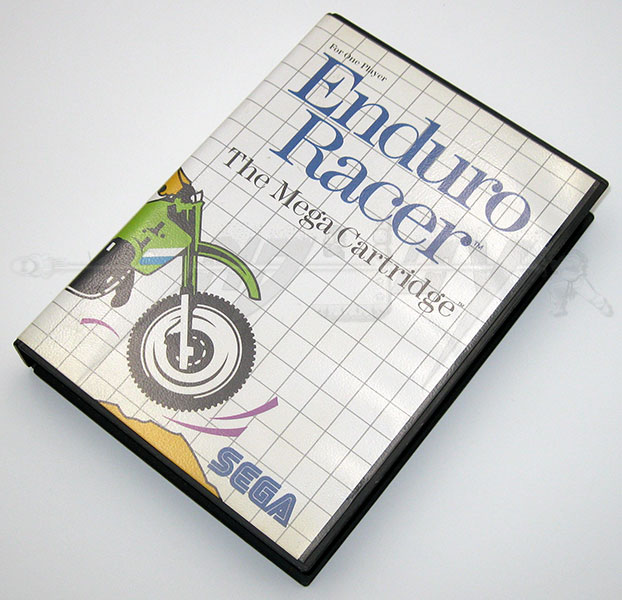 For One Player
Enduro
Racer™
The Mega Cartridge™
SEGA